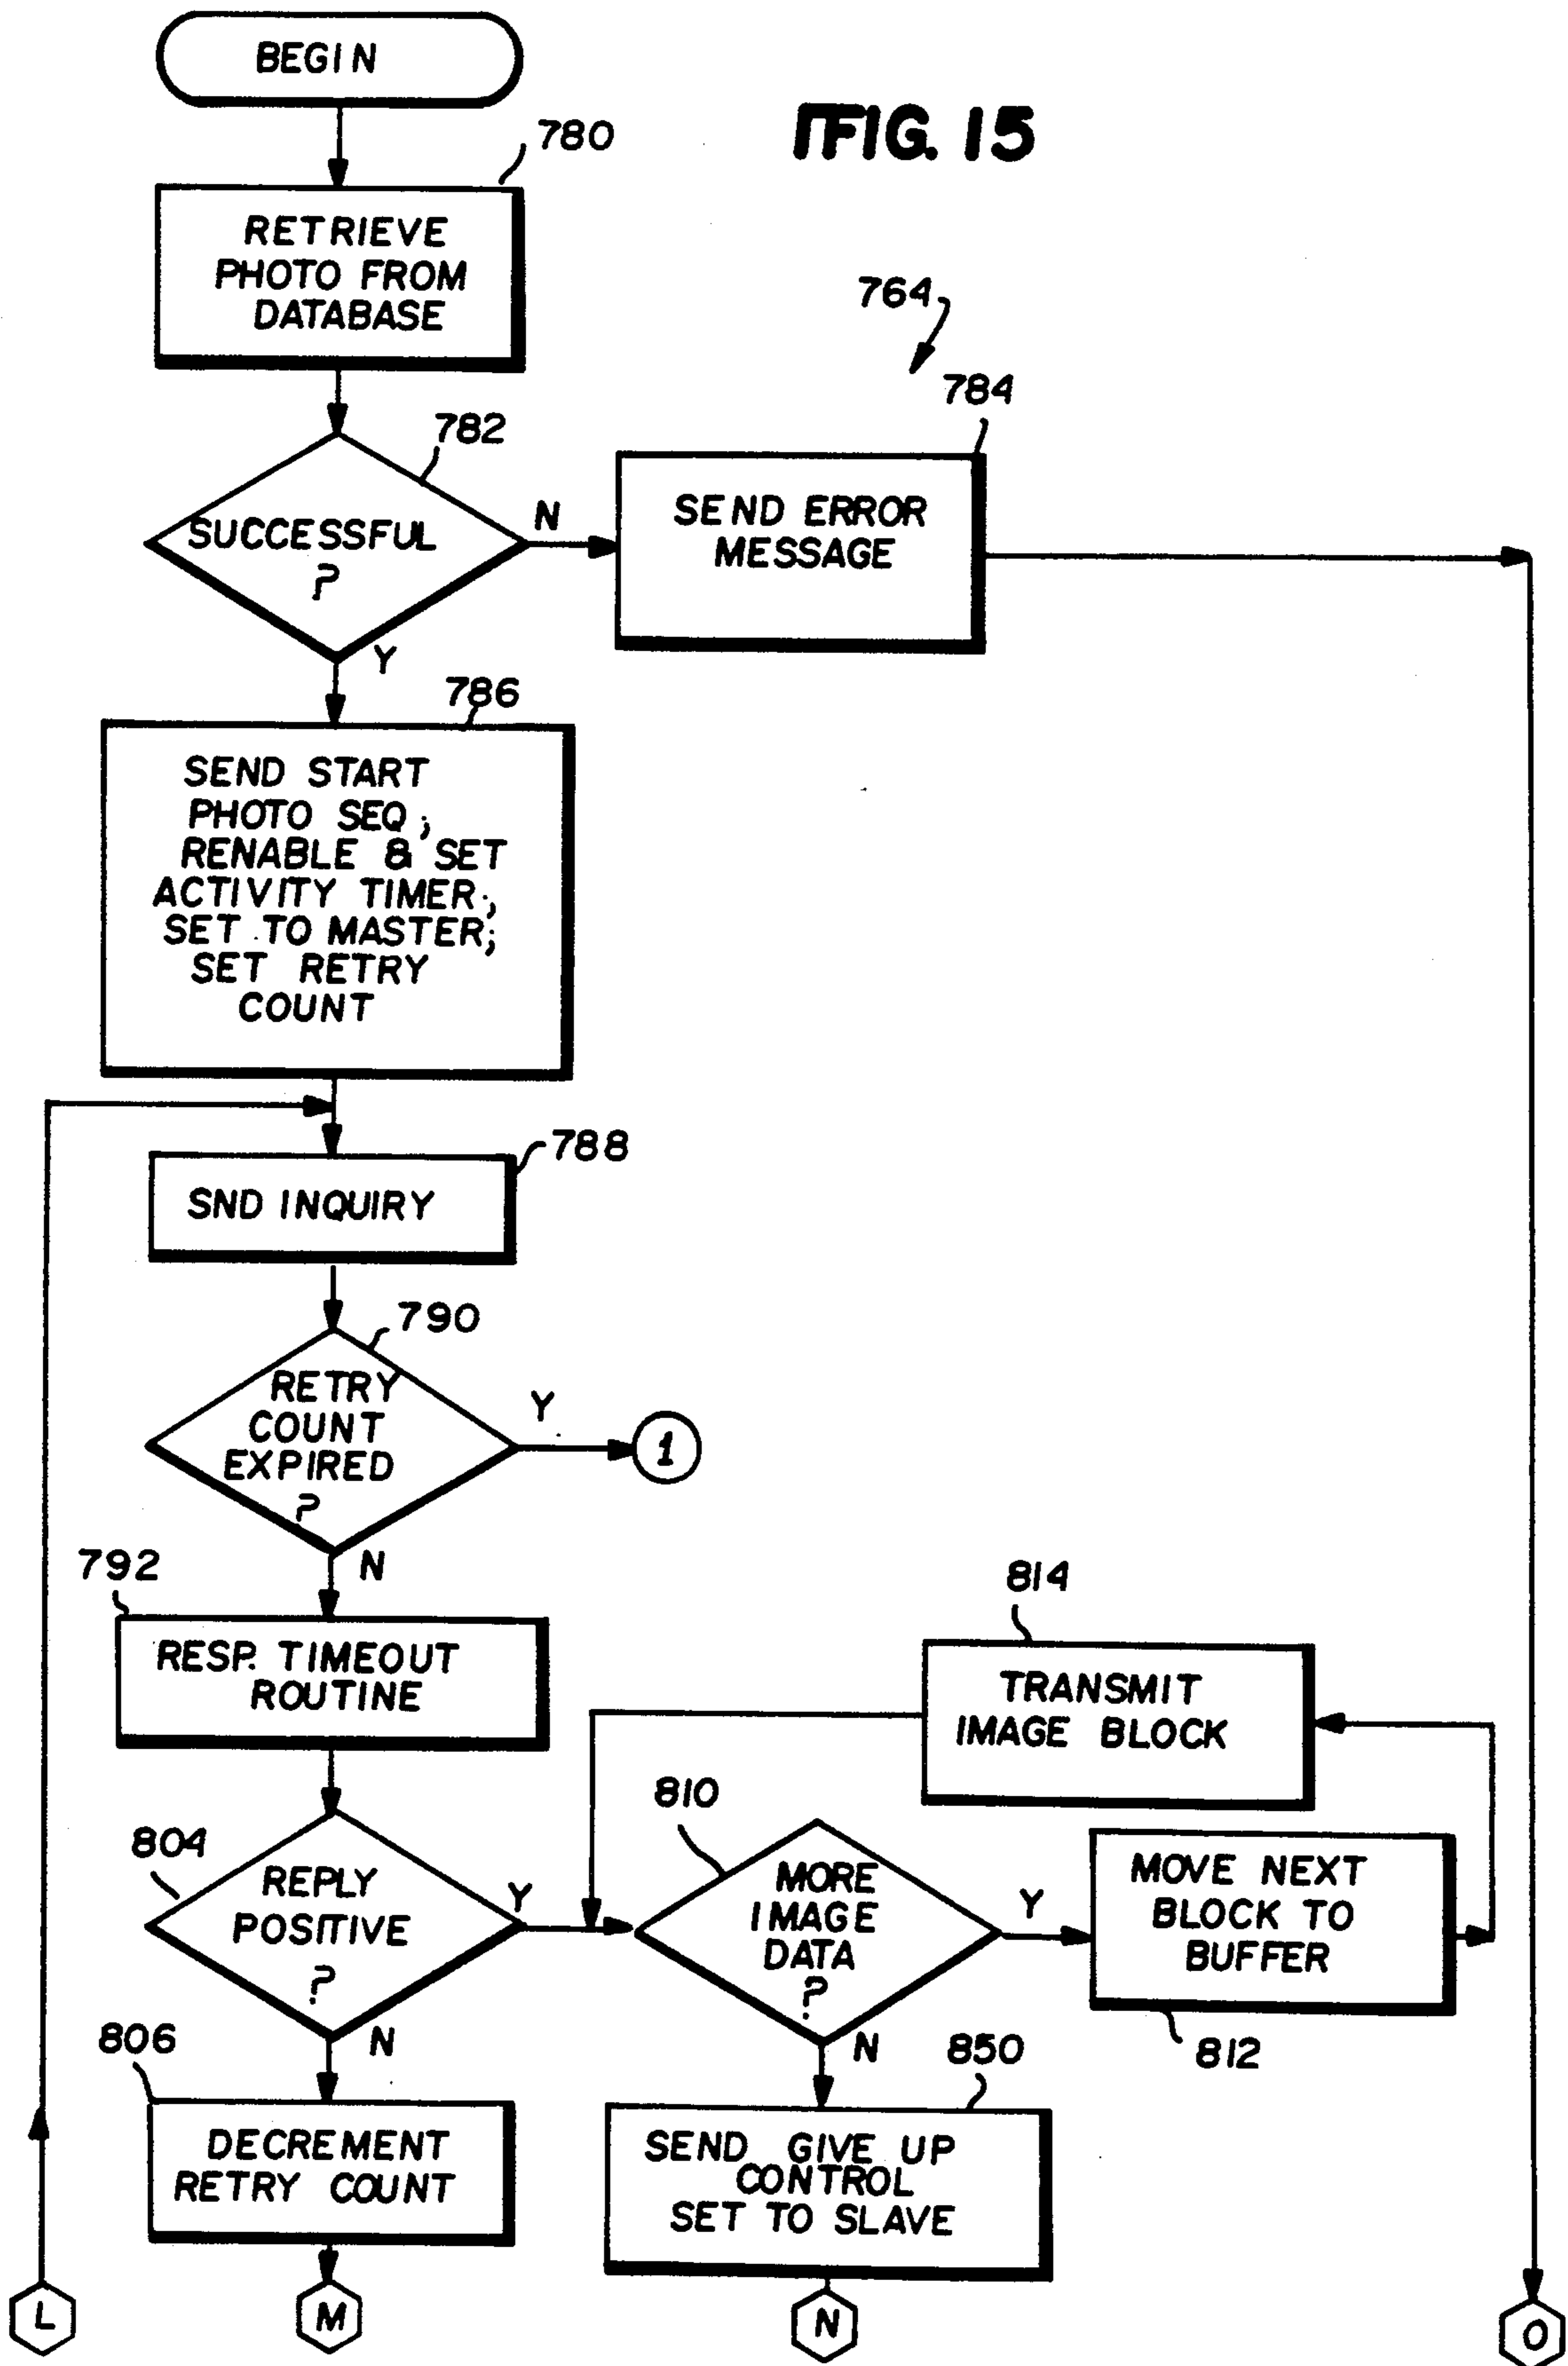 BEGIN
FIG. 15
780
RETRIEVE
PHOTO FROM
DATABASE
764
782
784
SUCCESSFUL
?
N
SEND ERROR
MESSAGE
Y
786
SEND START
PHOTO SEQ;
RENABLE & SET
ACTIVITY TIMER;
SET TO MASTER;
SET RETRY
COUNT
788
SND INQUIRY
790
RETRY
COUNT
EXPIRED
?
Y
1
N
792
RESP. TIMEOUT
ROUTINE
814
TRANSMIT
IMAGE BLOCK
804
REPLY
POSITIVE
?
Y
810
MORE
IMAGE
DATA
?
Y
MOVE NEXT
BLOCK TO
BUFFER
812
N
806
DECREMENT
RETRY COUNT
N
850
SEND GIVE UP
CONTROL
SET TO SLAVE
L
M
N
O